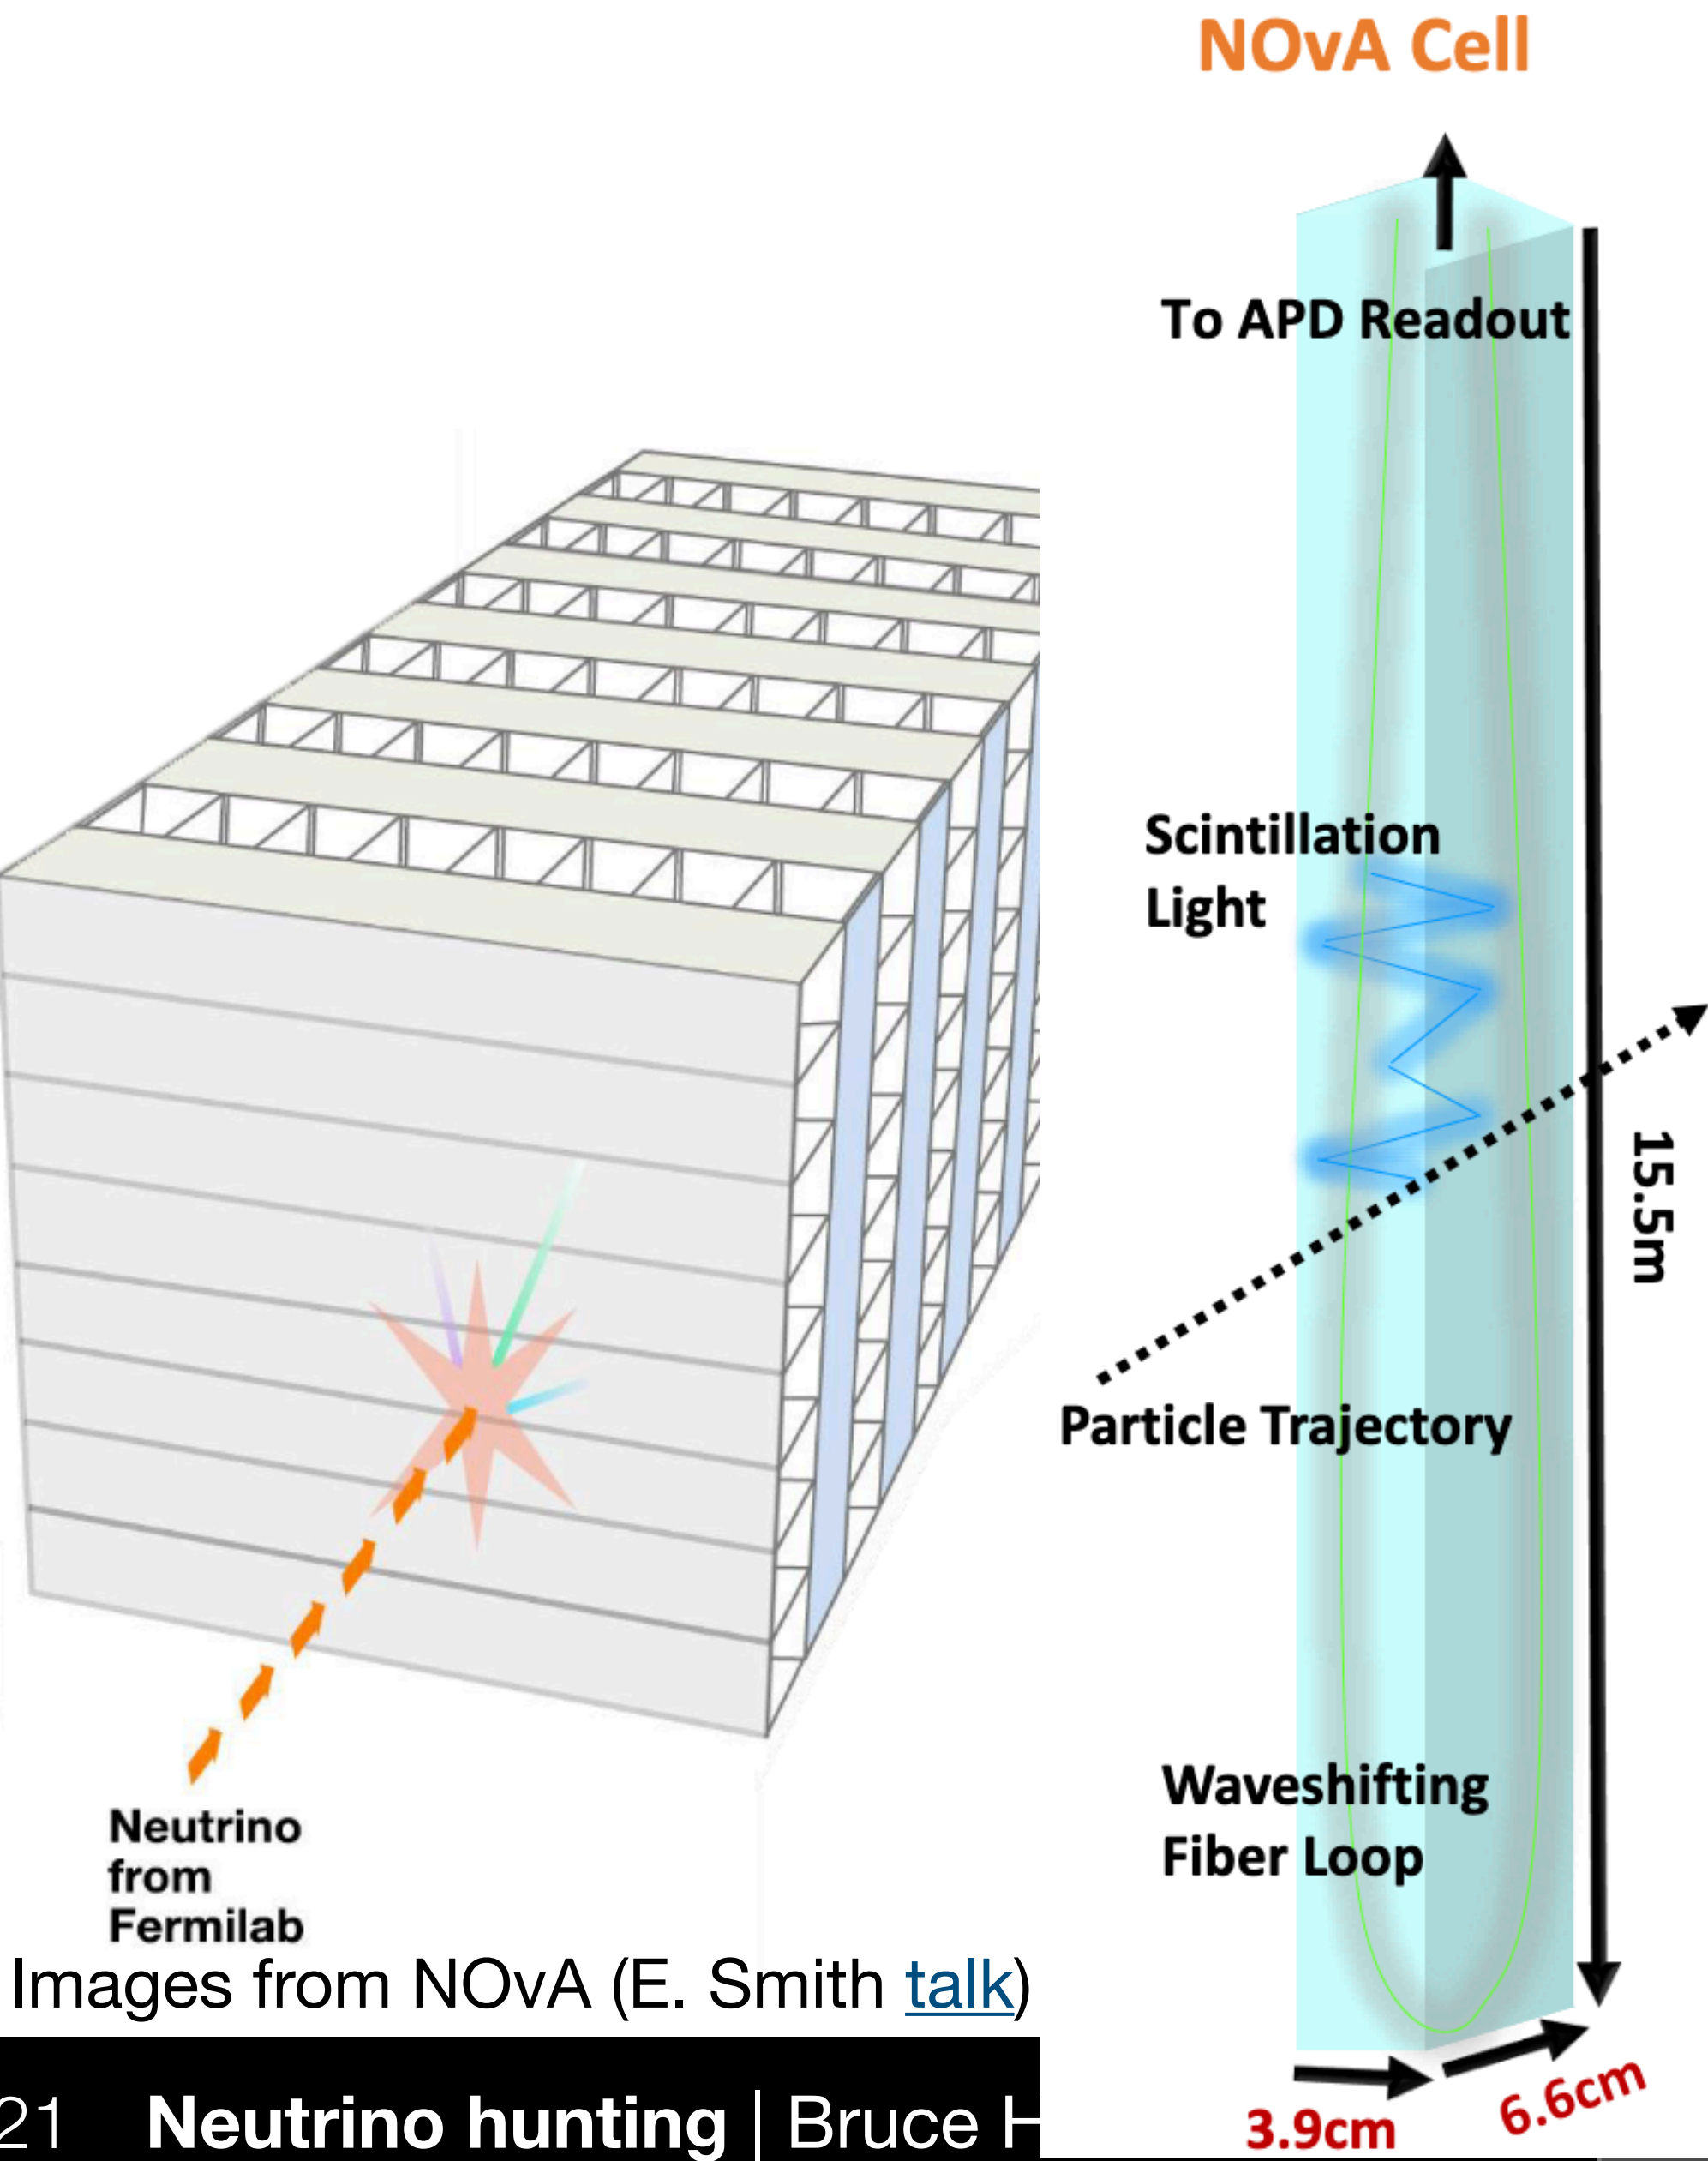 NOvA Cell
To APD Readout
Scintillation
Light
15.5m
Particle Trajectory
Waveshifting
Fiber Loop
3.9cm
6.6cm
Neutrino
from
Fermilab
Images from NOvA (E. Smith talk)
21 Neutrino hunting | Bruce H